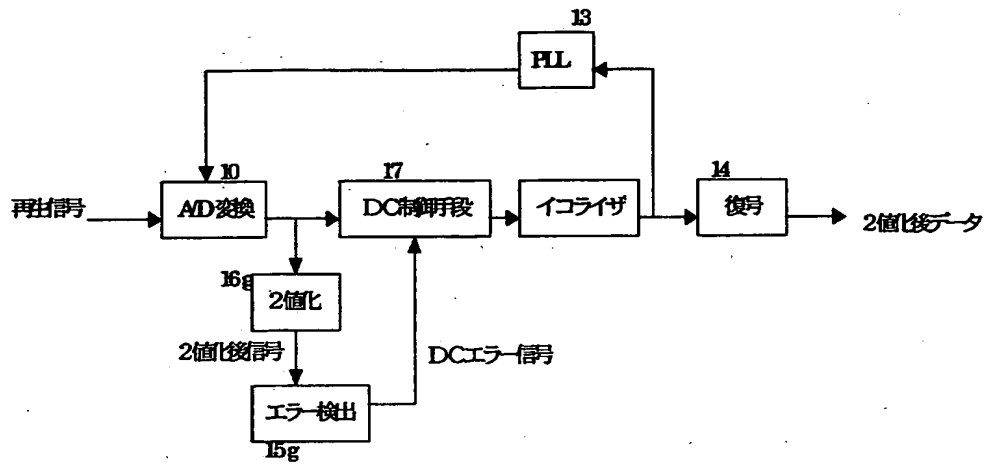 13
PLL
10
17
14
再生信号
A/D変換
DC制御手段
イコライザ
復号
2値化後データ
16g
2値化
2値化後信号
DCエラー信号
エラー検出
15g